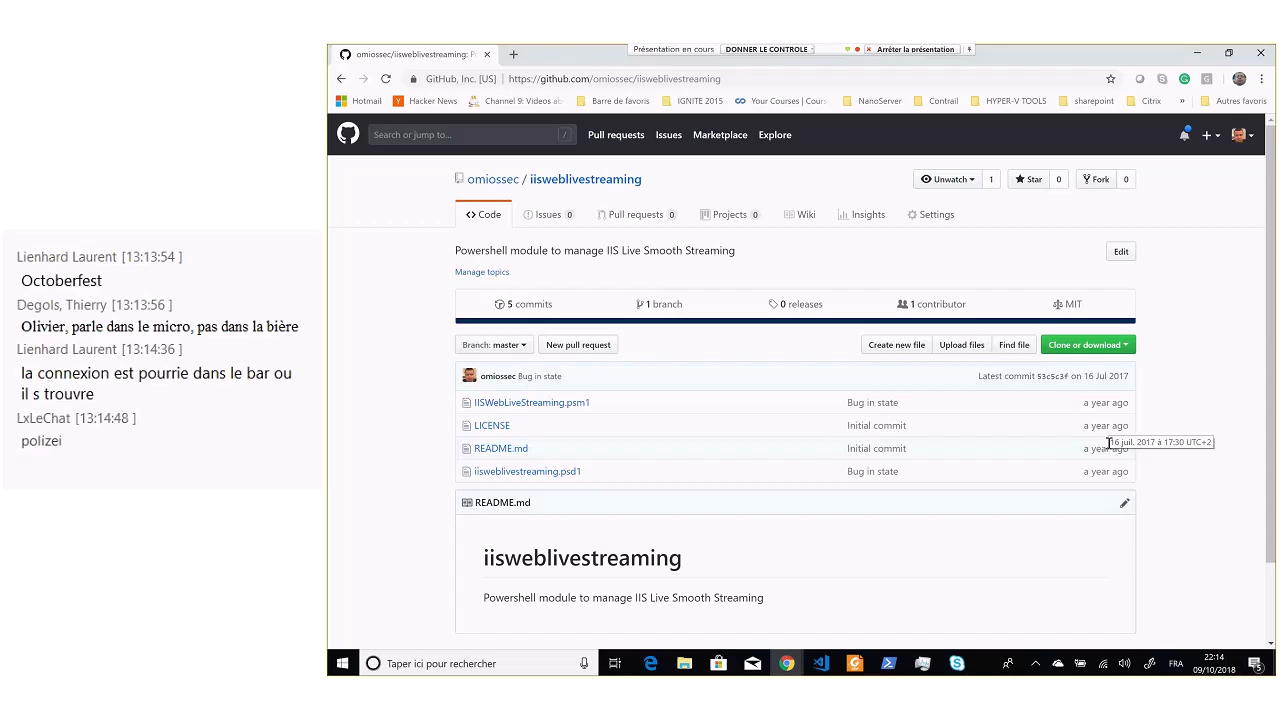 omiossec/iisweblivestreaming: P
Présentation en cours
DONNER LE CONTROLE
Arrêter la présentation
GitHub, Inc. [US]
https://github.com/omiossec/iisweblivestreaming
Hotmail
Hacker News
Channel 9: Videos ab
Barre de favoris
IGNITE 2015
Your Courses | Cours
NanoServer
Contrail
HYPER-V TOOLS
sharepoint
Citrix
»
Autres favoris
Search or jump to...
/
Pull requests
Issues
Marketplace
Explore
omiossec / iisweblivestreaming
Unwatch
1
Star
0
Fork
0
Code
Issues 0
Pull requests 0
Projects 0
Wiki
Insights
Settings
Powershell module to manage IIS Live Smooth Streaming
Edit
Manage topics
5 commits
1 branch
0 releases
1 contributor
MIT
Branch: master
New pull request
Create new file
Upload files
Find file
Clone or download
omiossec Bug in state
Latest commit 53c5c3f on 16 Jul 2017
IISWebLiveStreaming.psm1
Bug in state
a year ago
LICENSE
Initial commit
a year ago
README.md
Initial commit
a year ago
16 juil. 2017 à 17:30 UTC+2
iisweblivestreaming.psd1
Bug in state
a year ago
README.md
iisweblivestreaming
Powershell module to manage IIS Live Smooth Streaming
Lienhard Laurent [13:13:54 ]
Octoberfest
Degols, Thierry [13:13:56 ]
Olivier, parle dans le micro, pas dans la bière
Lienhard Laurent [13:14:36 ]
la connexion est pourrie dans le bar ou
il s trouvre
LxLeChat [13:14:48 ]
polizei
Taper ici pour rechercher
FRA
22:14
09/10/2018
5